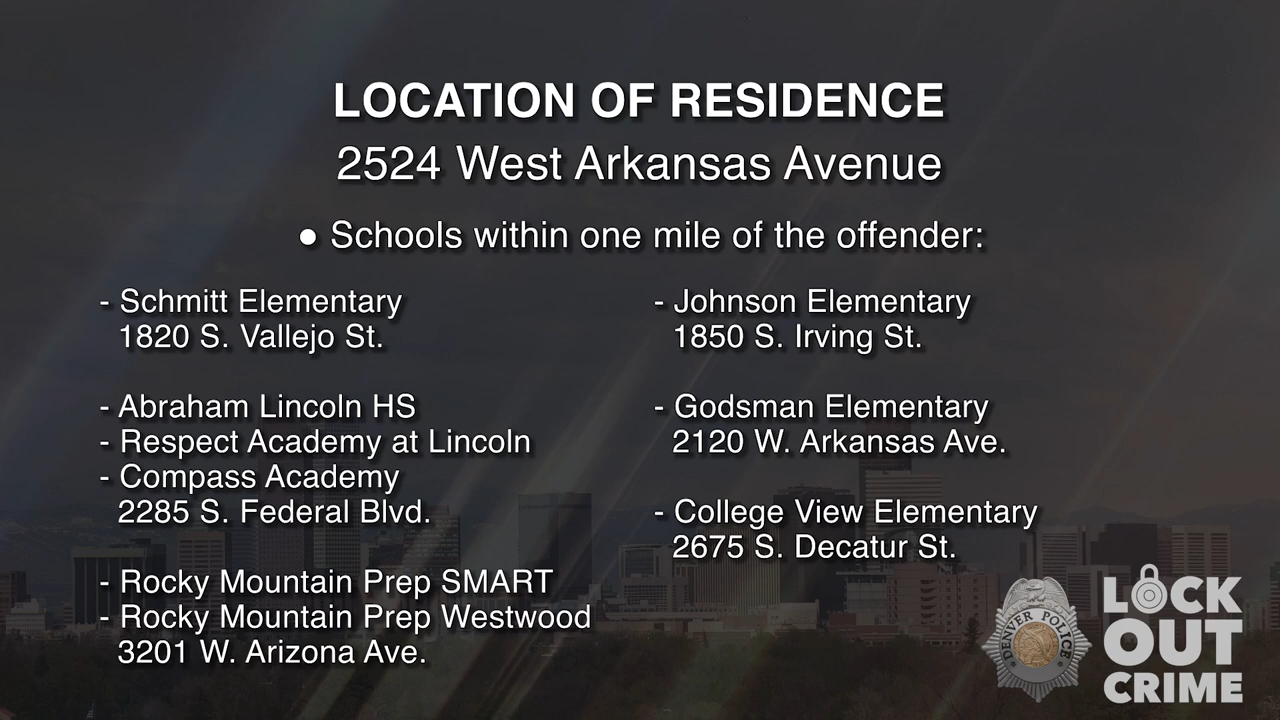 LOCATION OF RESIDENCE
2524 West Arkansas Avenue
● Schools within one mile of the offender:
- Schmitt Elementary
1820 S. Vallejo St.
- Abraham Lincoln HS
- Respect Academy at Lincoln
- Compass Academy
2285 S. Federal Blvd.
- Rocky Mountain Prep SMART
- Rocky Mountain Prep Westwood
3201 W. Arizona Ave.
- Johnson Elementary
1850 S. Irving St.
- Godsman Elementary
2120 W. Arkansas Ave.
- College View Elementary
2675 S. Decatur St.
DENVER POLICE
LOCK
OUT
CRIME